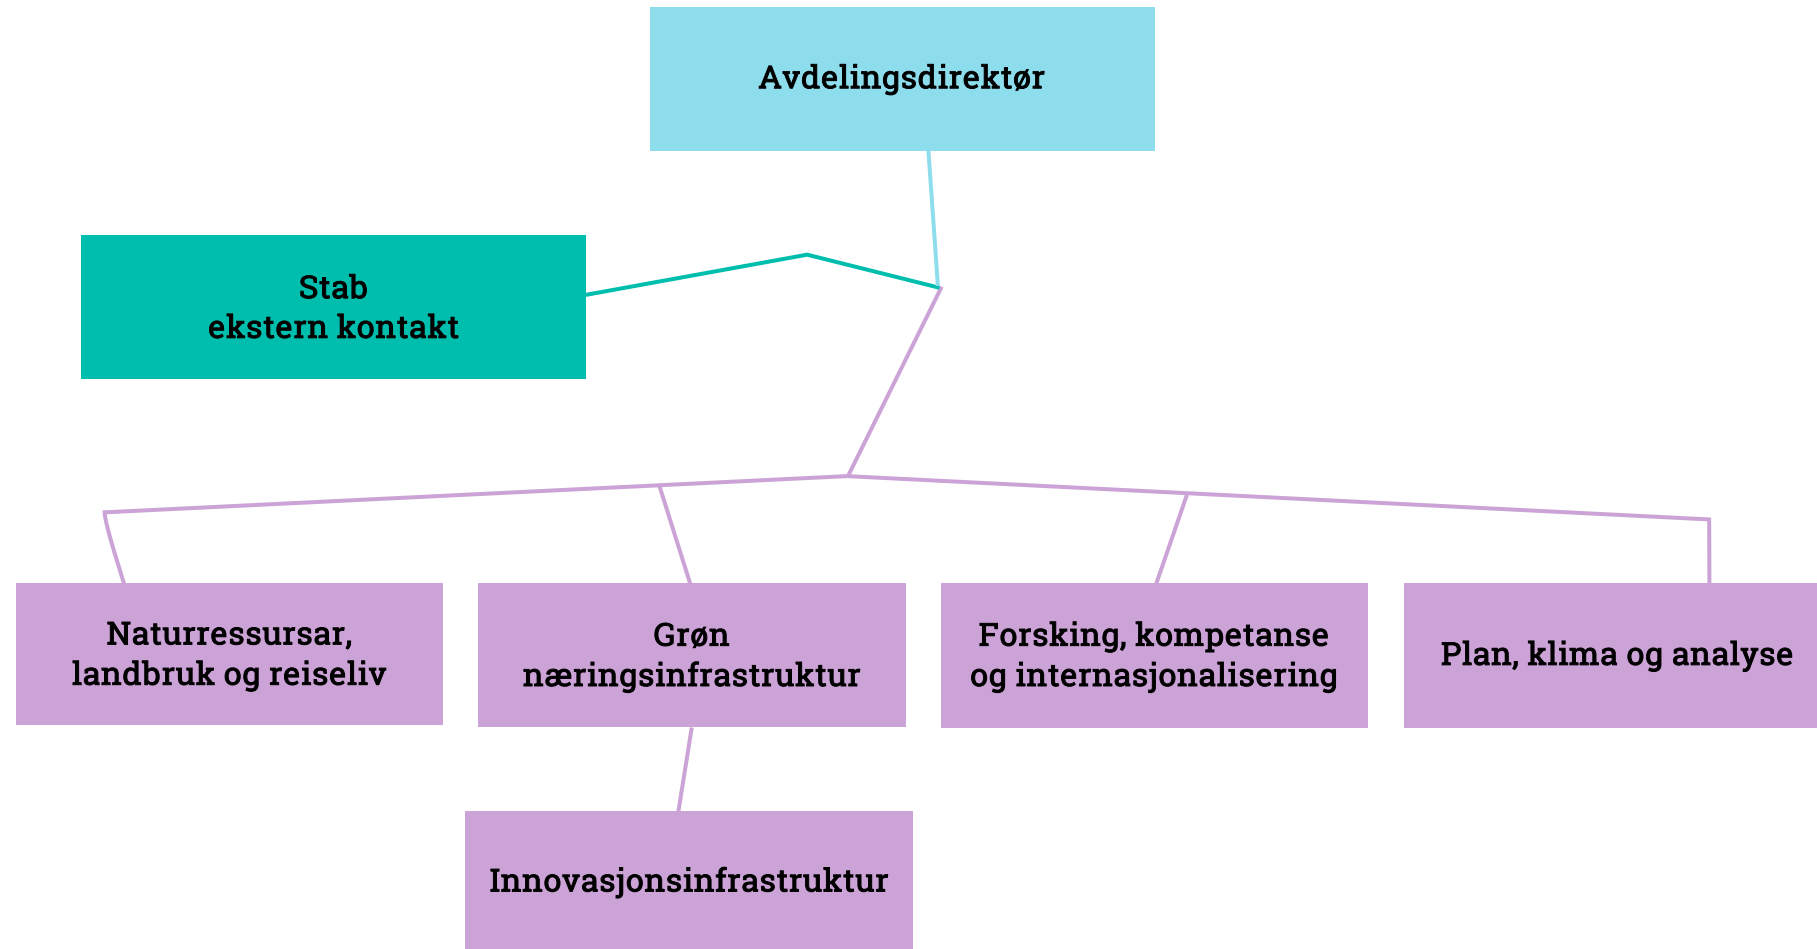 Avdelingsdirektør
Stab
ekstern kontakt
Naturressursar,
landbruk og reiseliv
Grøn
næringsinfrastruktur
Forsking, kompetanse
og internasjonalisering
Plan, klima og analyse
Innovasjonsinfrastruktur